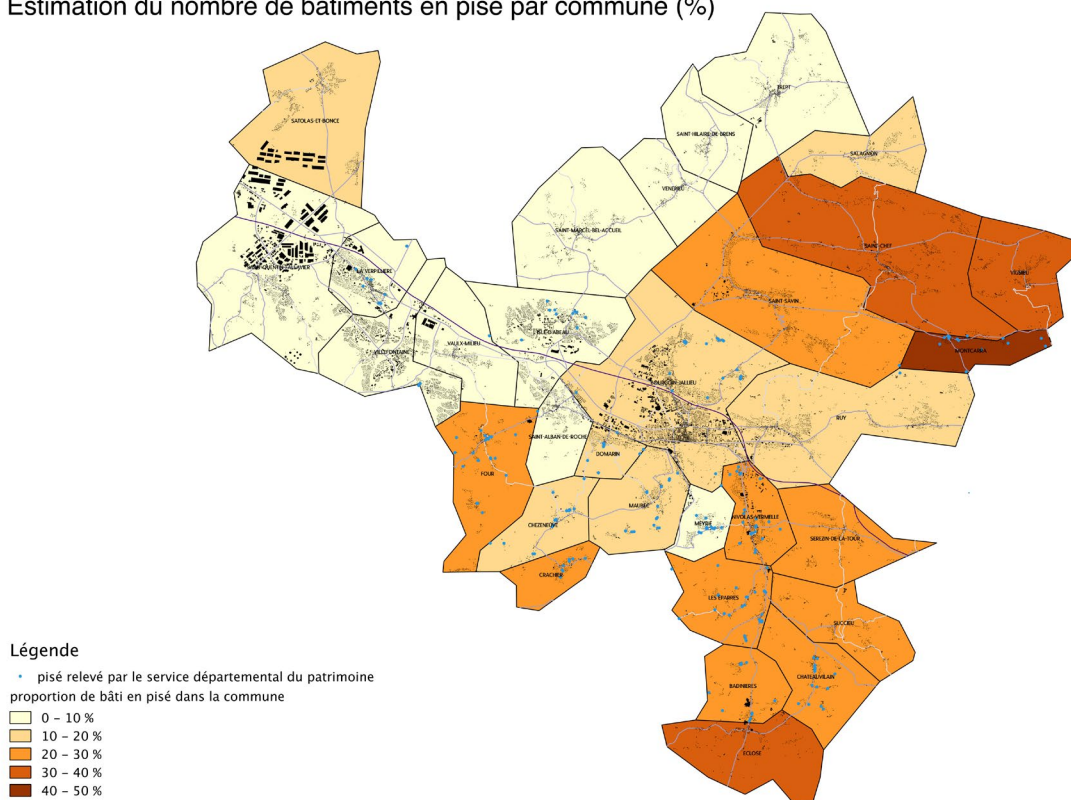 Estimation du nombre de bâtiments en pisé par commune (%)
TREPT
SATOLAS-ET-BONCE
SAINT-HILAIRE-DE-BRENS
SALAGNON
VENERIEU
SAINT-MARCEL-BEL-ACCUEIL
SAINT-CHEF
LA VERPILLIERE
VIGNIEU
SAINT-SAVIN
L'ISLE-D'ABEAU
VAULX-MILIEU
VILLEFONTAINE
MONTCARRA
BOURGOIN-JALLIEU
RUY
SAINT-ALBAN-DE-ROCHE
DOMARIN
FOUR
MAUBEC
NIVOLAS-VERMELLE
CHEZENEUVE
MEYRIE
SEREZIN-DE-LA-TOUR
CRACHIER
LES EPARRES
SUCCIEU
CHATEAUVILAIN
BADINIERES
ECLOSE
Légende
pisé relevé par le service départemental du patrimoine
proportion de bâti en pisé dans la commune
0 - 10 %
10 - 20 %
20 - 30 %
30 - 40 %
40 - 50 %